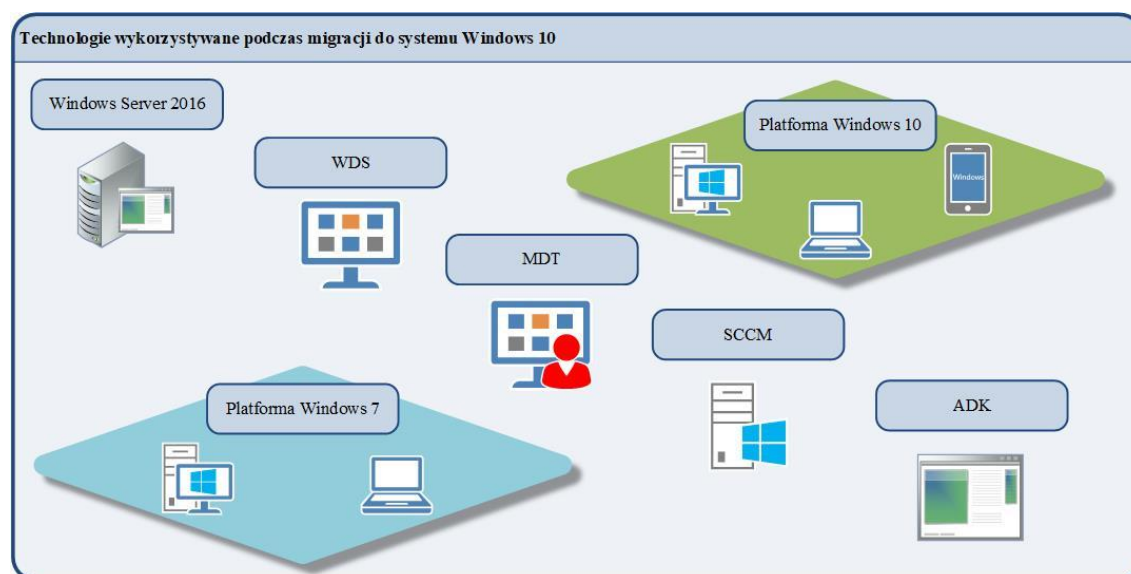 Technologie wykorzystywane podczas migracji do systemu Windows 10
Windows Server 2016
Platforma Windows 10
WDS
Windows
MDT
SCCM
Platforma Windows 7
ADK